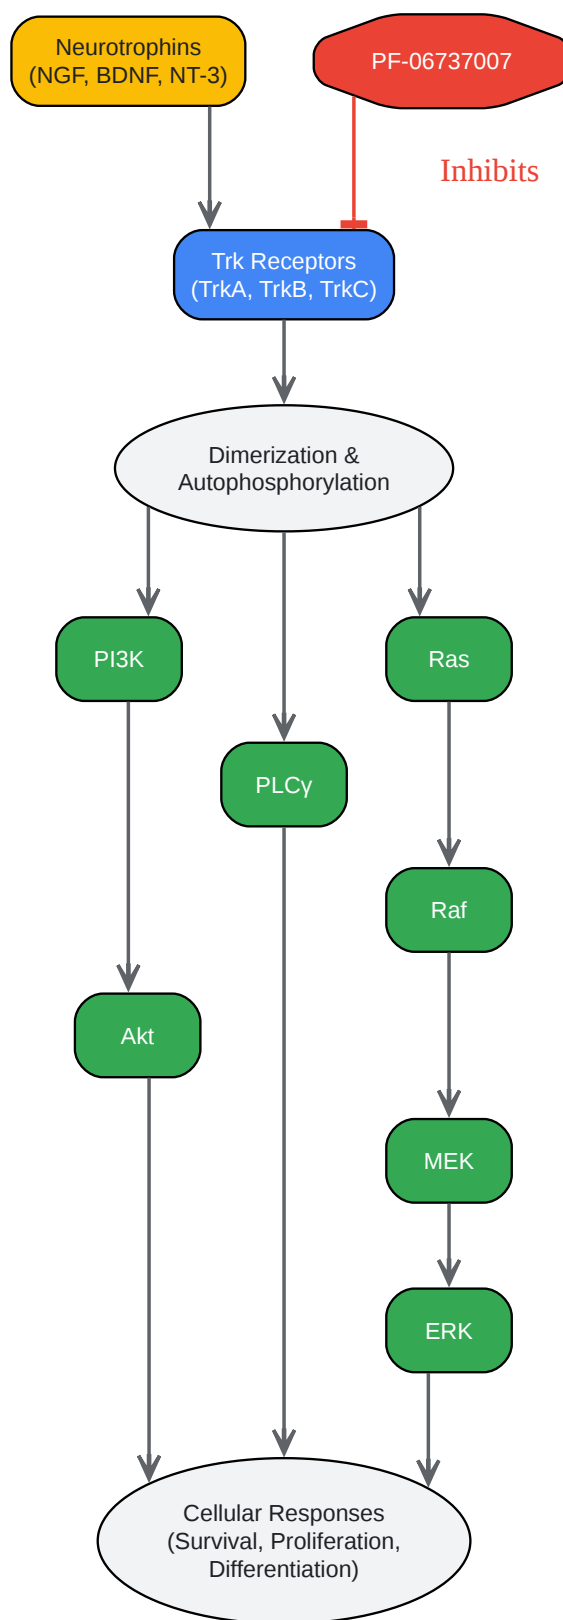 Neurotrophins
(NGF, BDNF, NT-3)
PF-06737007
Inhibits
Trk Receptors
(TrkA, TrkB, TrkC)
Dimerization &
Autophosphorylation
PI3K
Ras
PLCγ
Raf
Akt
MEK
ERK
Cellular Responses
(Survival, Proliferation,
Differentiation)